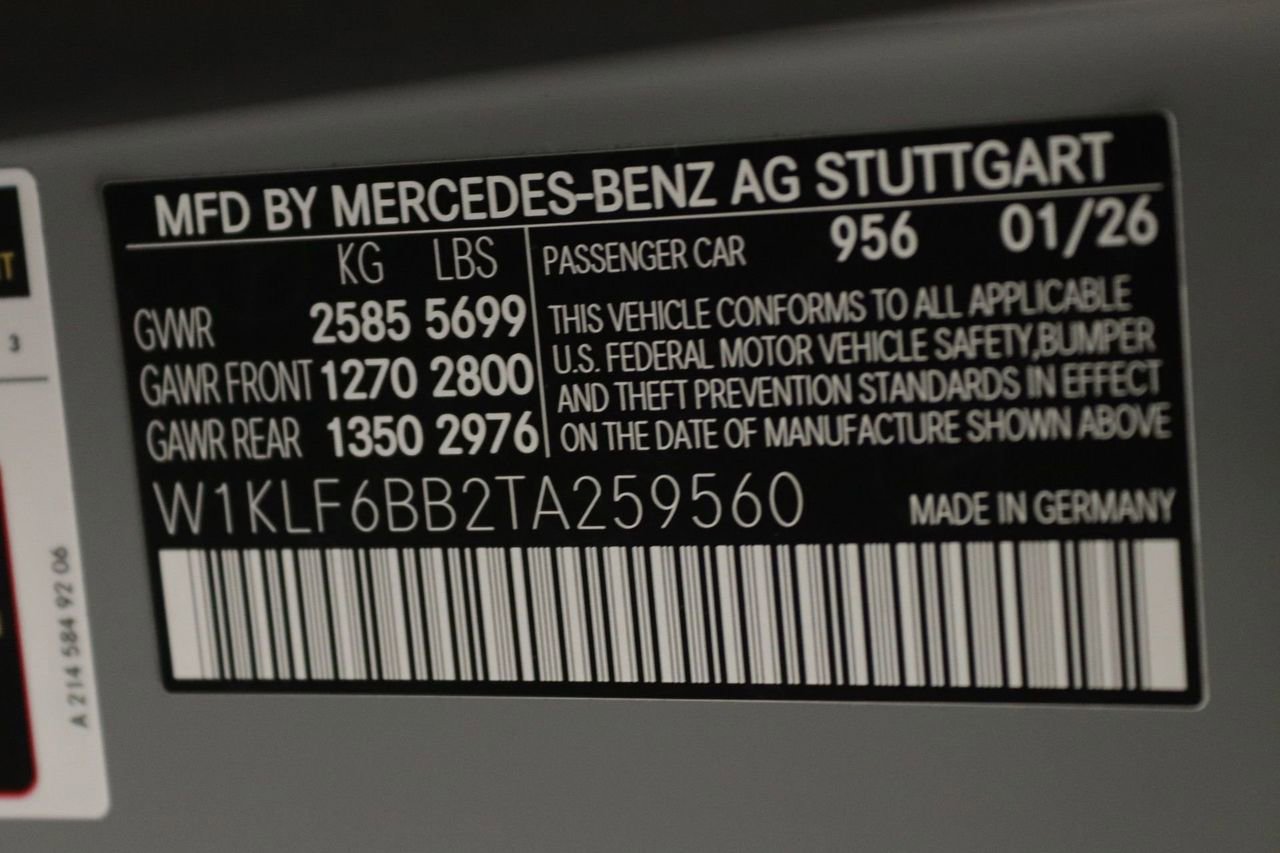 MFD BY MERCEDES-BENZ AG STUTTGART
KG LBS
GVWR 2585 5699
GAWR FRONT 1270 2800
GAWR REAR 1350 2976
PASSENGER CAR 956 01/26
THIS VEHICLE CONFORMS TO ALL APPLICABLE
U.S. FEDERAL MOTOR VEHICLE SAFETY,BUMPER
AND THEFT PREVENTION STANDARDS IN EFFECT
ON THE DATE OF MANUFACTURE SHOWN ABOVE
W1KLF6BB2TA259560
MADE IN GERMANY
3
A 214 584 92 06